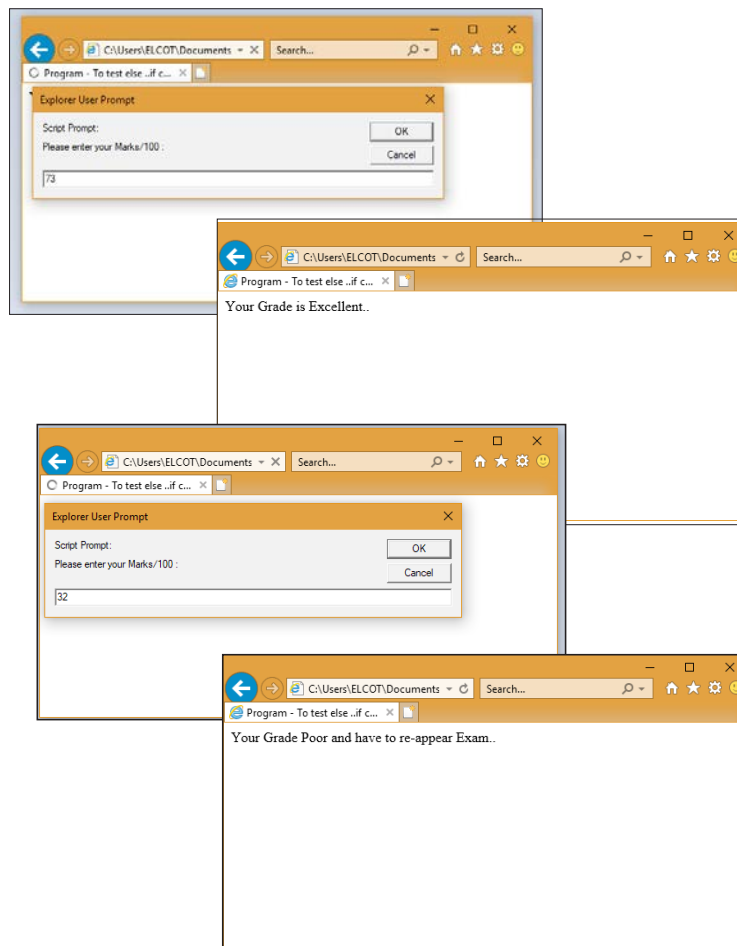 C:\Users\ELCOT\Documents
Search...
Program - To test else ..if c...
Explorer User Prompt
Script Prompt:
Please enter your Marks/100 :
OK
Cancel
73
C:\Users\ELCOT\Documents
Search...
Program - To test else ..if c...
Your Grade is Excellent..
C:\Users\ELCOT\Documents
Search...
Program - To test else ..if c...
Explorer User Prompt
Script Prompt:
Please enter your Marks/100 :
OK
Cancel
32
C:\Users\ELCOT\Documents
Search...
Program - To test else ..if c...
Your Grade Poor and have to re-appear Exam..